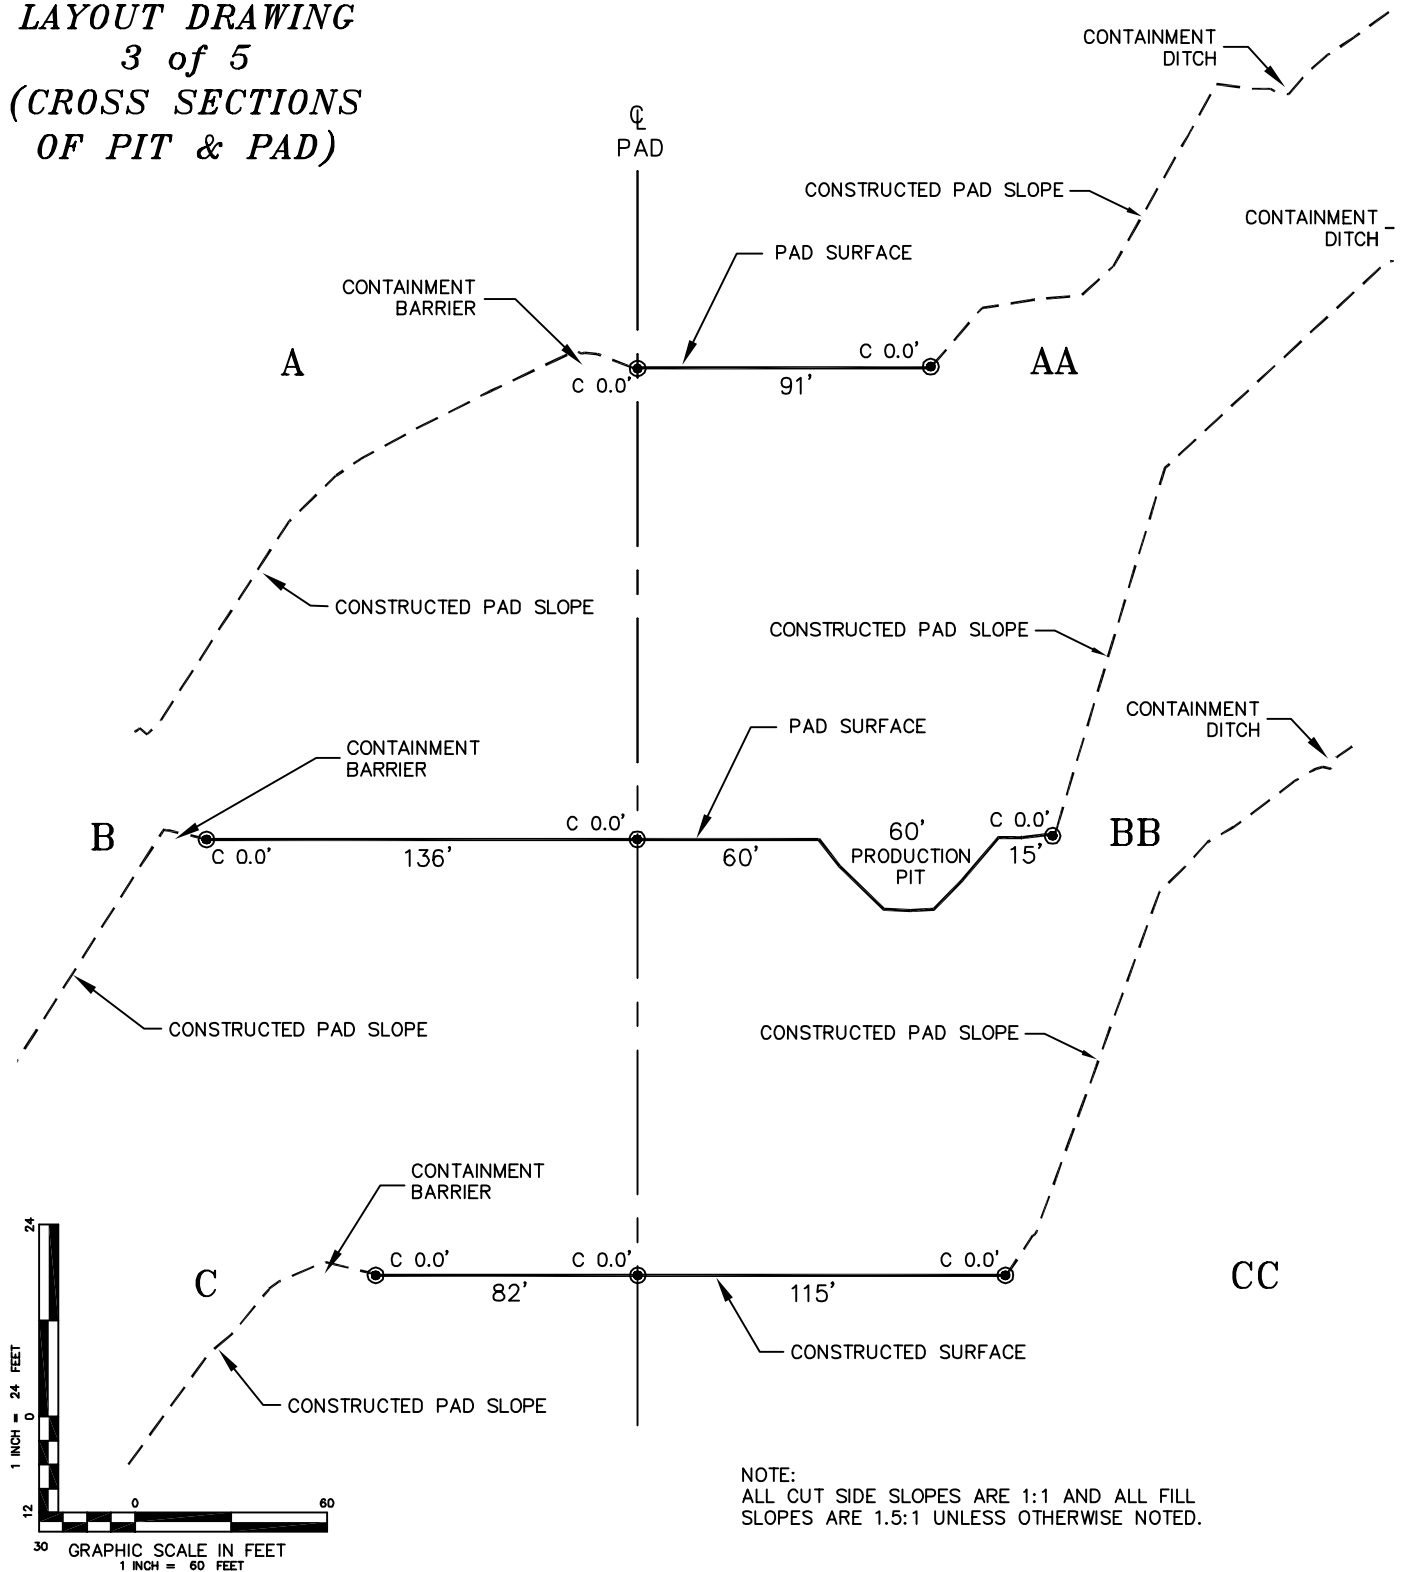 LAYOUT DRAWING
3 of 5
(CROSS SECTIONS
OF PIT & PAD)
CONTAINMENT
DITCH
℄
PAD
CONSTRUCTED PAD SLOPE
CONTAINMENT
DITCH
PAD SURFACE
CONTAINMENT
BARRIER
A
C 0.0'
C 0.0'
91'
AA
CONSTRUCTED PAD SLOPE
CONSTRUCTED PAD SLOPE
CONTAINMENT
DITCH
PAD SURFACE
CONTAINMENT
BARRIER
B
C 0.0'
136'
C 0.0'
60'
60'
PRODUCTION
PIT
C 0.0'
15'
BB
CONSTRUCTED PAD SLOPE
CONSTRUCTED PAD SLOPE
CONTAINMENT
BARRIER
C
C 0.0'
82'
C 0.0'
115'
C 0.0'
CC
CONSTRUCTED SURFACE
CONSTRUCTED PAD SLOPE
24
0
12
1 INCH = 24 FEET
0
60
30
GRAPHIC SCALE IN FEET
1 INCH = 60 FEET
NOTE:
ALL CUT SIDE SLOPES ARE 1:1 AND ALL FILL
SLOPES ARE 1.5:1 UNLESS OTHERWISE NOTED.